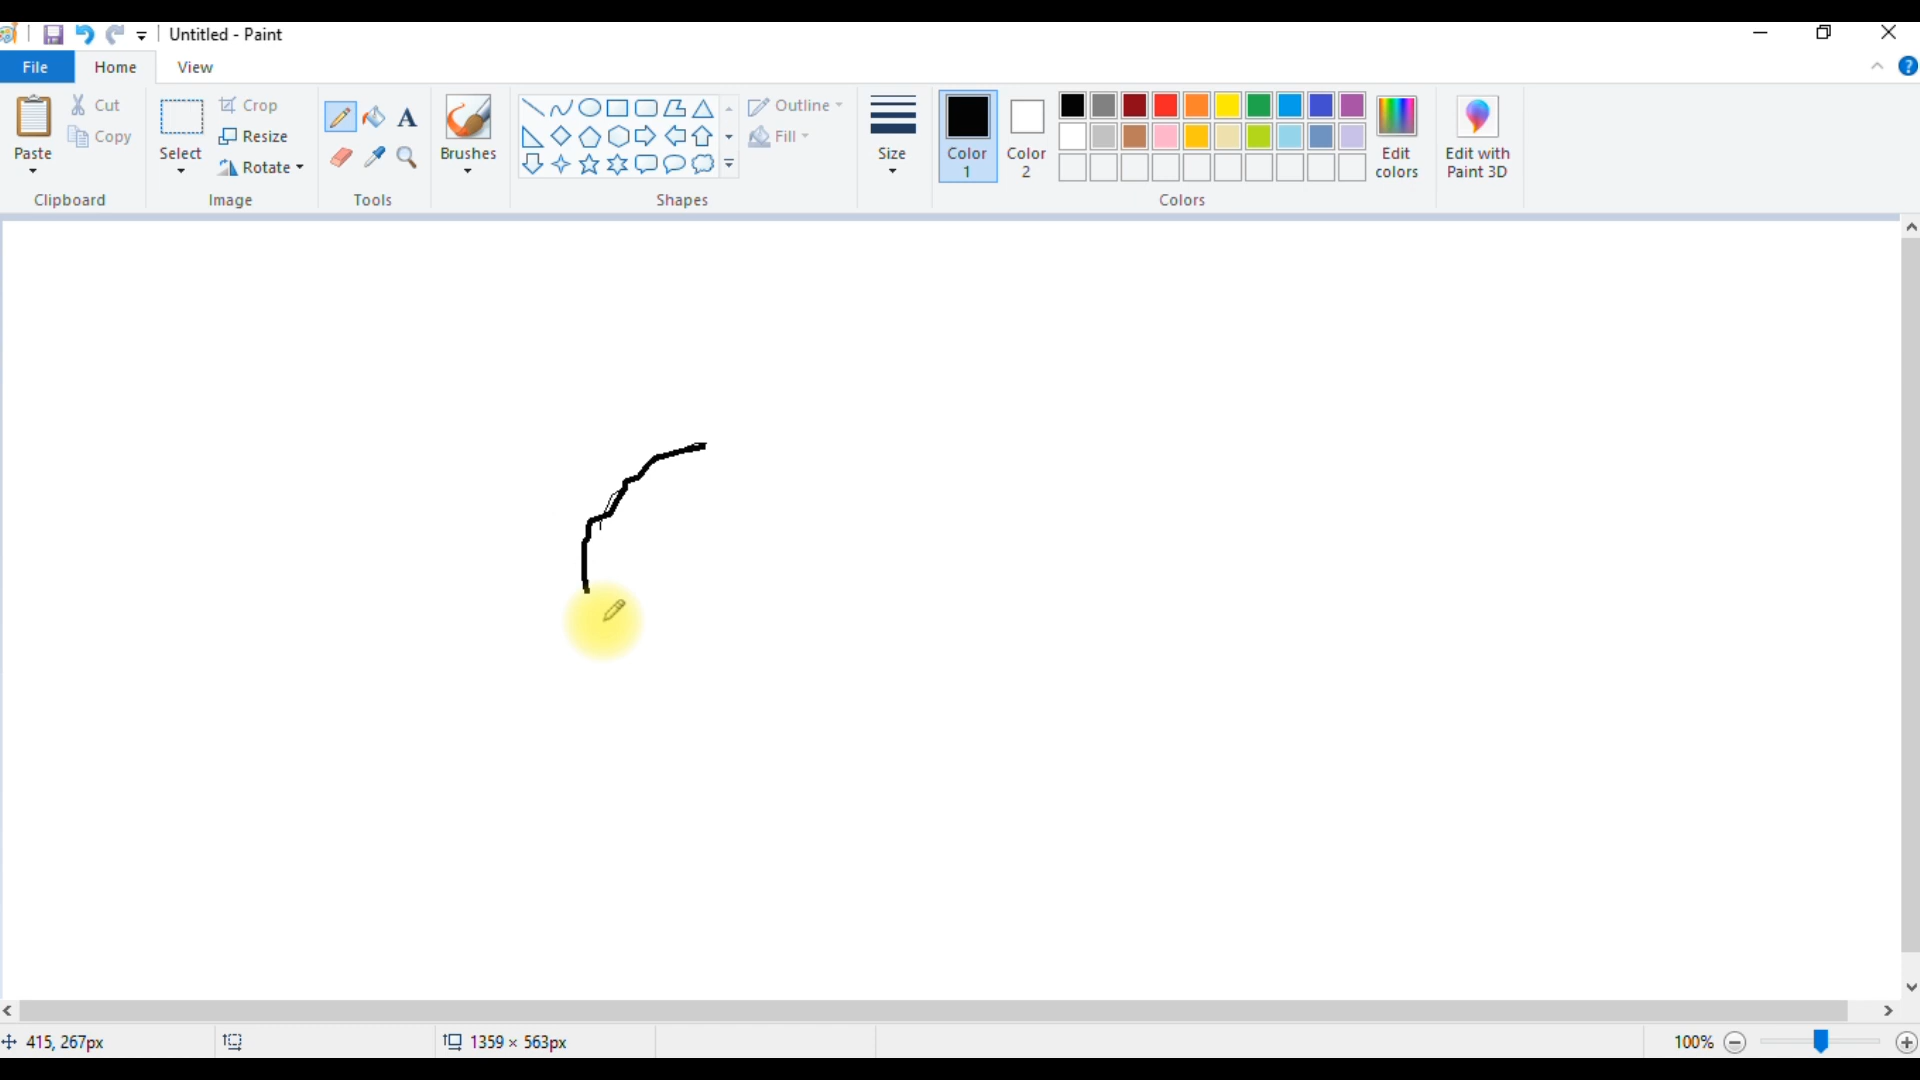 Untitled - Paint
File Home View
Paste Cut Copy Select Crop Resize Rotate A Brushes Outline Fill Size Color 1 Color 2 Edit colors Edit with Paint 3D
Clipboard Image Tools Shapes Colors
415, 267px 1359 × 563px 100%